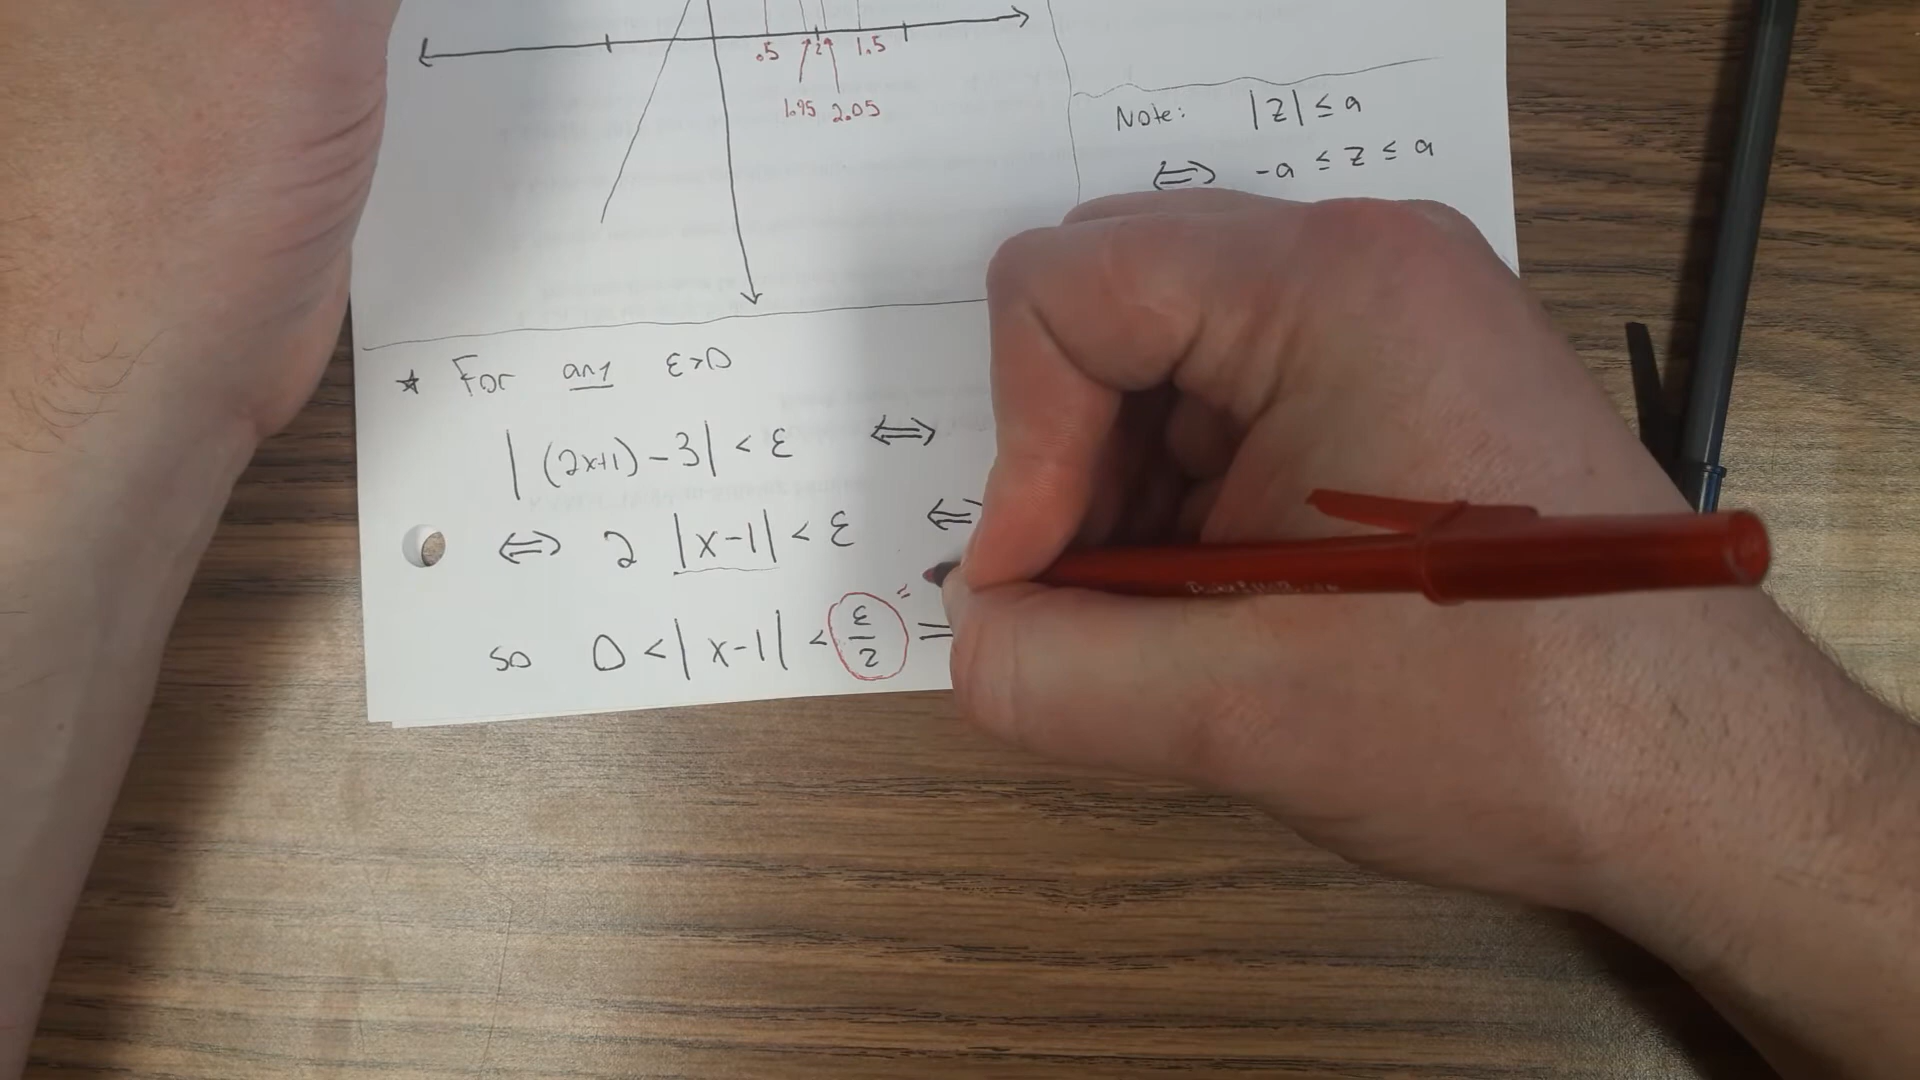 .5 2 1.5
1.95 2.05
Note: |z| ≤ a
⟺ -a ≤ z ≤ a
☆ For any ε>0
|(2x+1)-3| < ε ⟺
⟺ 2 |x-1| < ε ⟺
so 0 < |x-1| < ε/2 =